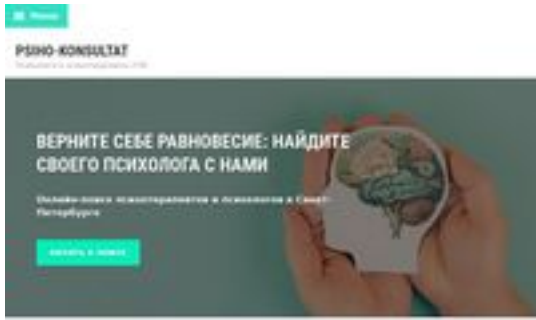 Меню
PSIHO-KONSULTAT
ВЕРНИТЕ СЕБЕ РАВНОВЕСИЕ: НАЙДИТЕ
СВОЕГО ПСИХОЛОГА С НАМИ
Онлайн-поиск психотерапевтов и психологов в Санкт-
Петербурге